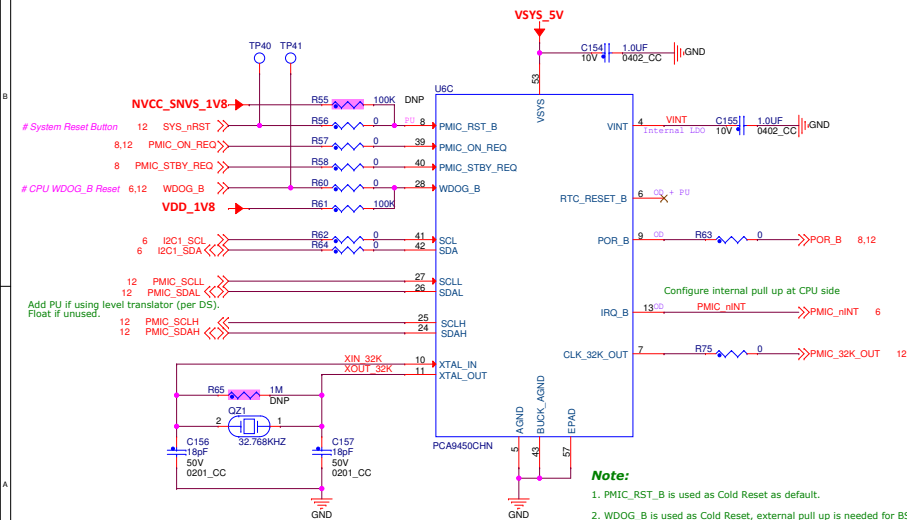 VSYS_5V
TP40 TP41
C154 1.0UF
10V 0402_CC
GND
B
53
U6C
NVCC_SNVS_1V8 R55 100K DNP
VSYS
# System Reset Button 12 SYS_nRST R56 0 PU 8 PMIC_RST_B
VINT 4 VINT C155 1.0UF GND
Internal LDO 10V 0402_CC
8,12 PMIC_ON_REQ R57 0 39 PMIC_ON_REQ
8 PMIC_STBY_REQ R58 0 40 PMIC_STBY_REQ
# CPU WDOG_B Reset 6,12 WDOG_B R60 0 28 WDOG_B
RTC_RESET_B 6 OD + PU
VDD_1V8 R61 100K
6 I2C1_SCL R62 0 41 SCL
6 I2C1_SDA R64 0 42 SDA
POR_B 9 OD R63 0 POR_B 8,12
12 PMIC_SCLL 27 SCLL
12 PMIC_SDAL 26 SDAL
Configure internal pull up at CPU side
Add PU if using level translator (per DS).
Float if unused.
IRQ_B 13 OD PMIC_nINT PMIC_nINT 6
12 PMIC_SCLH 25 SCLH
12 PMIC_SDAH 24 SDAH
CLK_32K_OUT 7 R75 0 PMIC_32K_OUT 12
XIN_32K 10 XTAL_IN
XOUT_32K 11 XTAL_OUT
R65 1M
DNP
QZ1
2 1
32.768KHZ
AGND BUCK_AGND EPAD
PCA9450CHN
5 43 57
C156
18pF
50V
0201_CC
C157
18pF
50V
0201_CC
A
GND
GND
Note:
1. PMIC_RST_B is used as Cold Reset as default.
2. WDOG_B is used as Cold Reset, external pull up is needed for